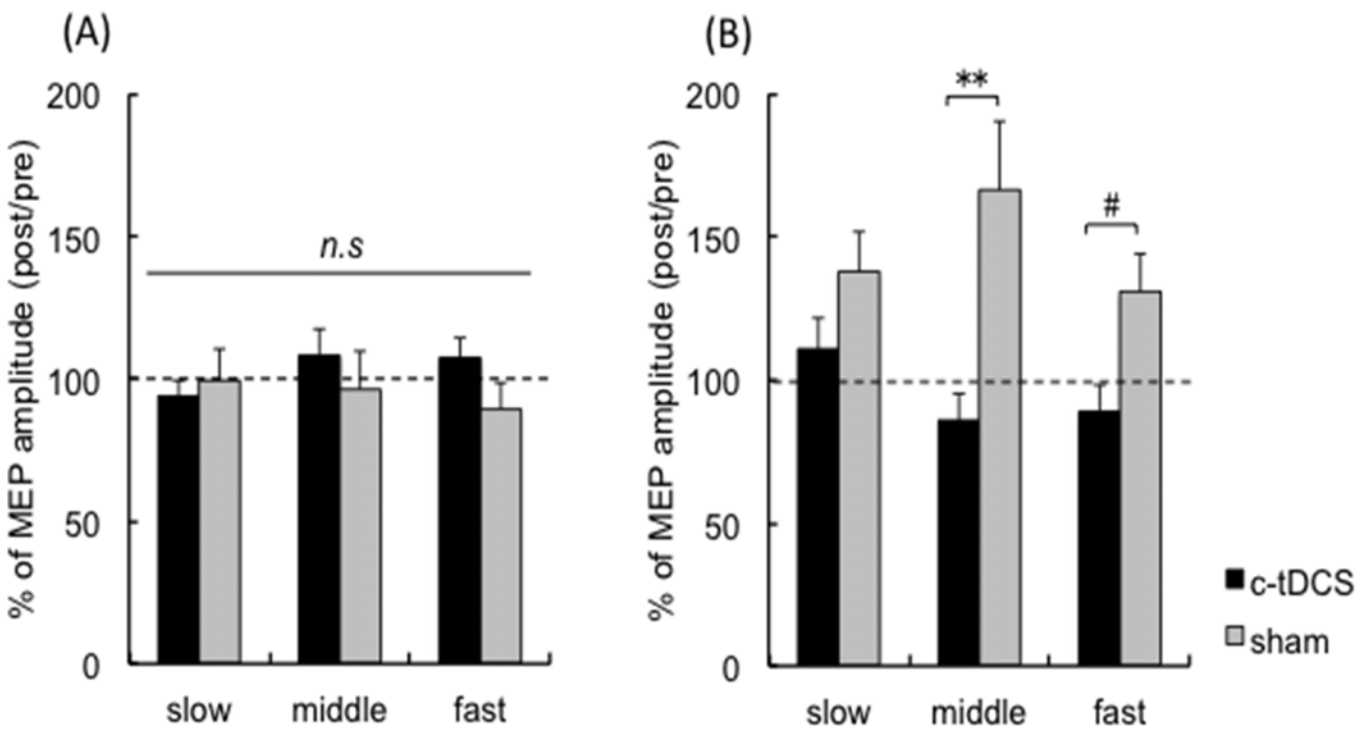 (A)
% of MEP amplitude (post/pre)
200
150
100
50
0
n.s
slow middle fast
(B)
% of MEP amplitude (post/pre)
200
150
100
50
0
**
#
slow middle fast
c-tDCS
sham